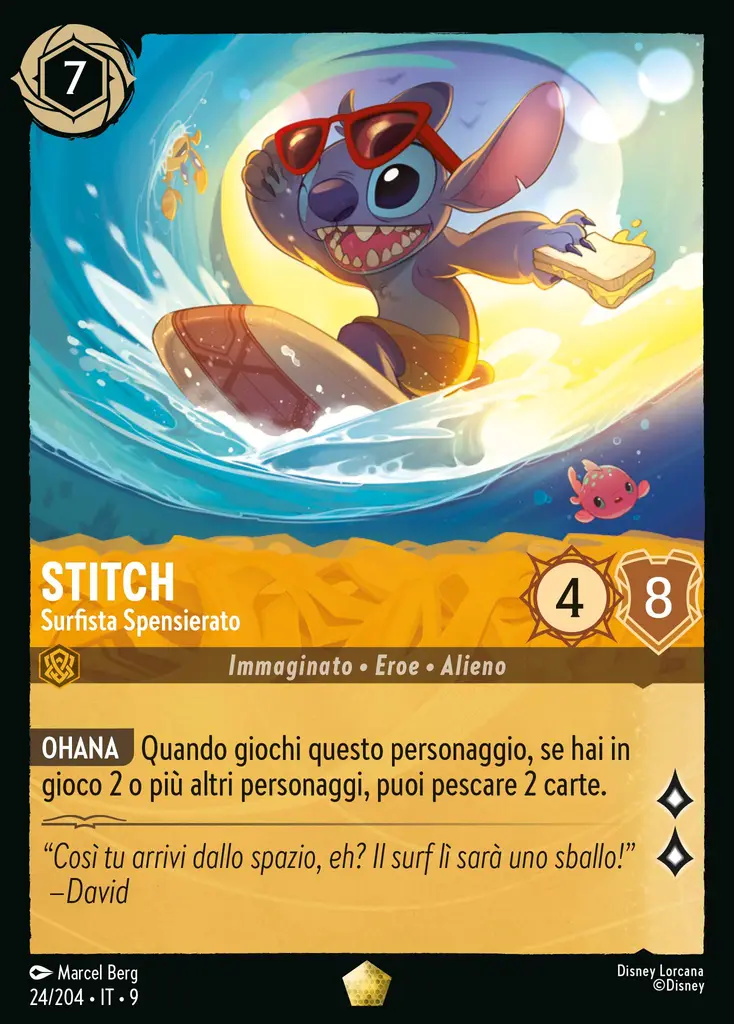 7
STITCH
Surfista Spensierato
4
8
Immaginato • Eroe • Alieno
OHANA Quando giochi questo personaggio, se hai in
gioco 2 o più altri personaggi, puoi pescare 2 carte.
“Così tu arrivi dallo spazio, eh? Il surf lì sarà uno sballo!”
–David
Marcel Berg
24/204 • IT • 9
Disney Lorcana
©Disney